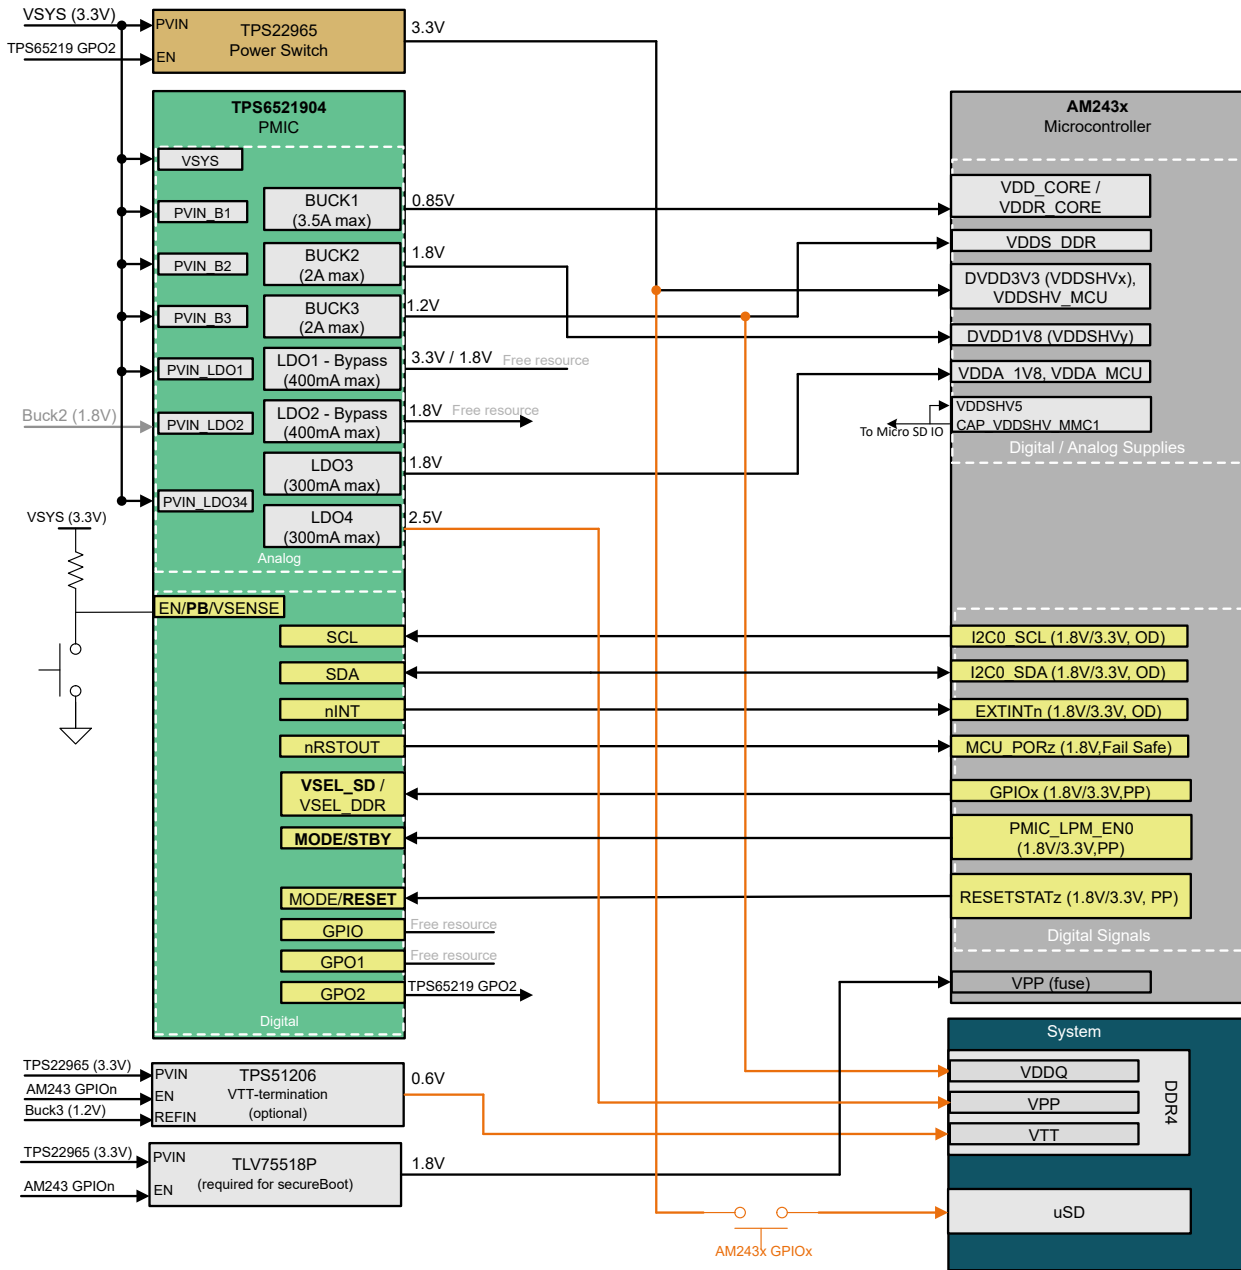 VSYS (3.3V)
PVIN
TPS65219 GPO2
EN
TPS22965
Power Switch
3.3V
TPS6521904
PMIC
VSYS
PVIN_B1
PVIN_B2
PVIN_B3
PVIN_LDO1
Buck2 (1.8V)
PVIN_LDO2
PVIN_LDO34
BUCK1
(3.5A max)
0.85V
BUCK2
(2A max)
1.8V
BUCK3
(2A max)
1.2V
LDO1 - Bypass
(400mA max)
3.3V / 1.8V
Free resource
LDO2 - Bypass
(400mA max)
1.8V
Free resource
LDO3
(300mA max)
1.8V
LDO4
(300mA max)
2.5V
Analog
VSYS (3.3V)
EN/PB/VSENSE
SCL
SDA
nINT
nRSTOUT
VSEL_SD /
VSEL_DDR
MODE/STBY
MODE/RESET
GPIO
Free resource
GPO1
Free resource
GPO2
TPS65219 GPO2
Digital
AM243x
Microcontroller
VDD_CORE /
VDDR_CORE
VDDS_DDR
DVDD3V3 (VDDSHVx),
VDDSHV_MCU
DVDD1V8 (VDDSHVy)
VDDA_1V8, VDDA_MCU
VDDSHV5
CAP_VDDSHV_MMC1
To Micro SD IO
Digital / Analog Supplies
I2C0_SCL (1.8V/3.3V, OD)
I2C0_SDA (1.8V/3.3V, OD)
EXTINTn (1.8V/3.3V, OD)
MCU_PORz (1.8V,Fail Safe)
GPIOx (1.8V/3.3V,PP)
PMIC_LPM_EN0
(1.8V/3.3V,PP)
RESETSTATz (1.8V/3.3V, PP)
Digital Signals
VPP (fuse)
TPS22965 (3.3V)
PVIN
AM243 GPIOn
EN
Buck3 (1.2V)
REFIN
TPS51206
VTT-termination
(optional)
0.6V
TPS22965 (3.3V)
PVIN
AM243 GPIOn
EN
TLV75518P
(required for secureBoot)
1.8V
System
VDDQ
VPP
VTT
DDR4
uSD
AM243x GPIOx